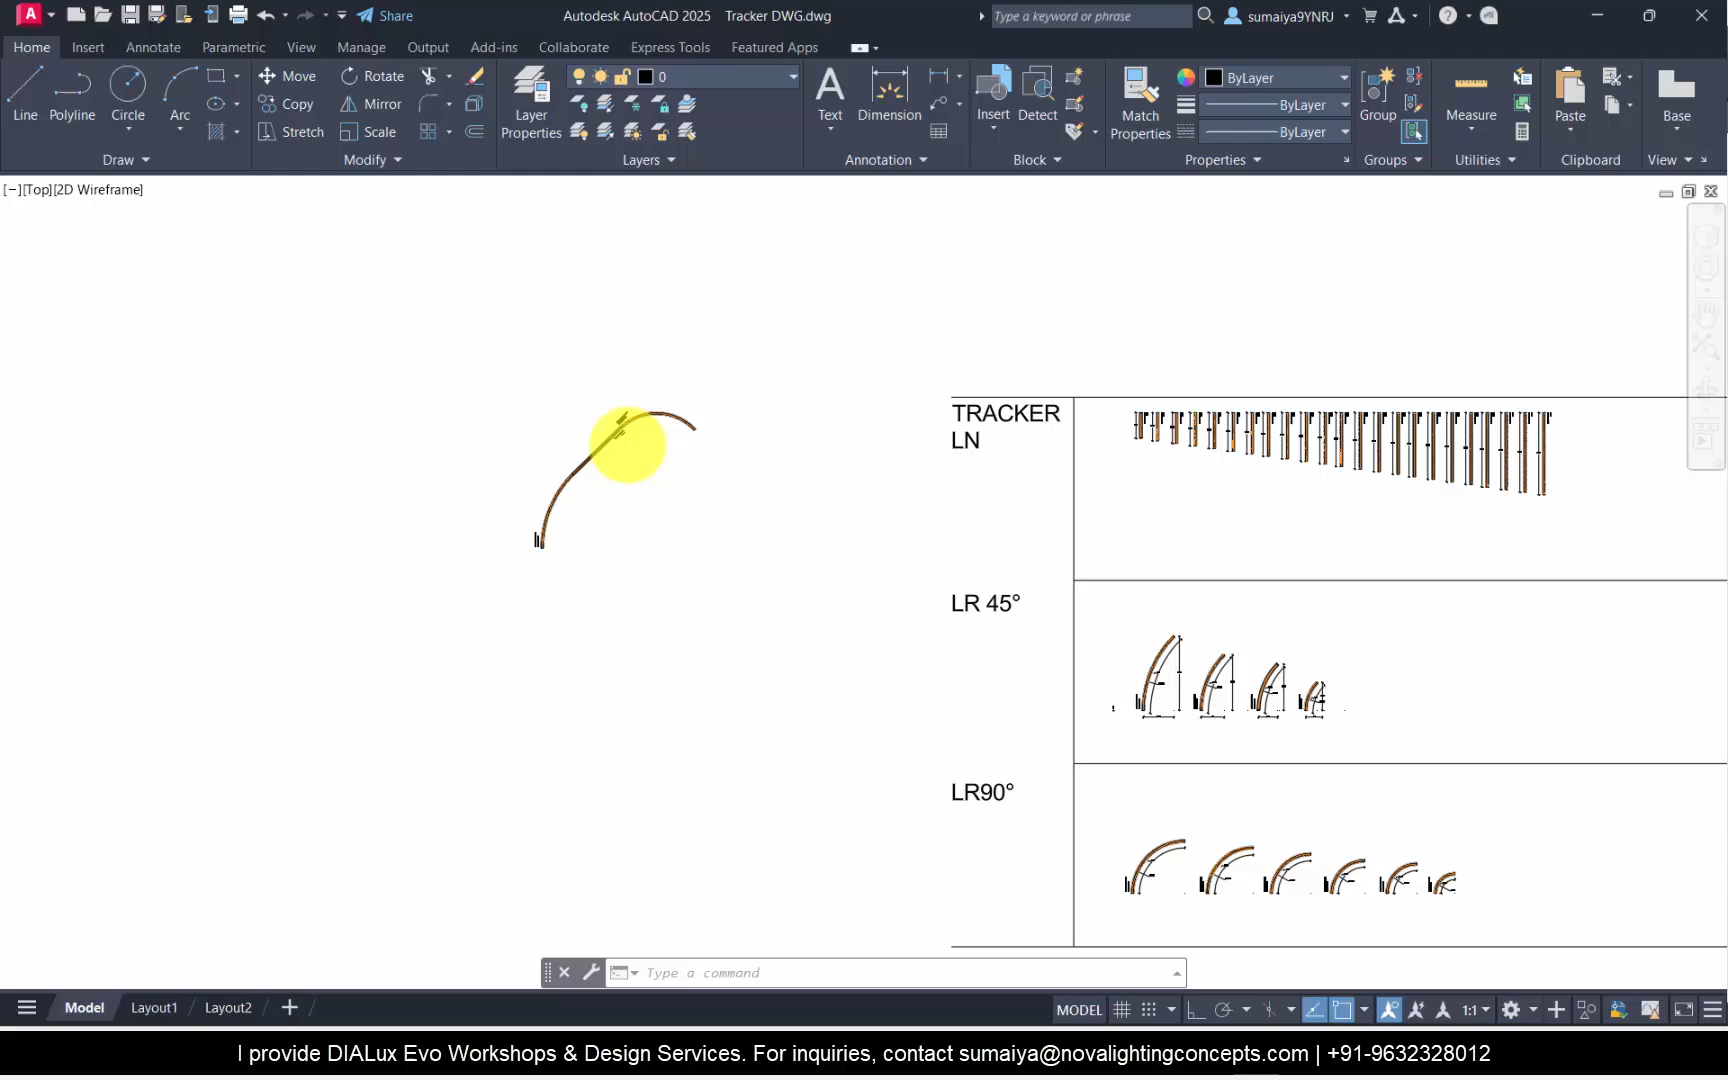 Share
Autodesk AutoCAD 2025 Tracker DWG.dwg
Type a keyword or phrase
sumaiya9YNRJ
Home Insert Annotate Parametric View Manage Output Add-ins Collaborate Express Tools Featured Apps
Line Polyline Circle Arc
Move Rotate
Copy Mirror
Stretch Scale
Layer Properties
0
Text Dimension
Insert Detect
Match Properties
ByLayer
ByLayer
ByLayer
Group Measure Paste Base
Draw Modify Layers Annotation Block Properties Groups Utilities Clipboard View
[−][Top][2D Wireframe]
TRACKER
LN
LR 45°
LR90°
Type a command
Model Layout1 Layout2
MODEL 1:1
I provide DIALux Evo Workshops & Design Services. For inquiries, contact sumaiya@novalightingconcepts.com | +91-9632328012